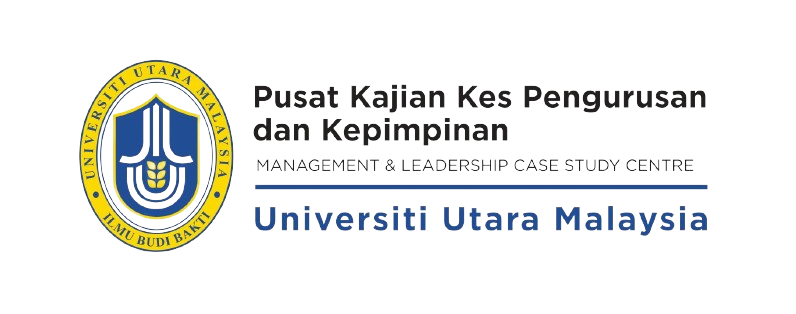 UNIVERSITI UTARA MALAYSIA
• ILMU BUDI BAKTI •
Pusat Kajian Kes Pengurusan
dan Kepimpinan
MANAGEMENT & LEADERSHIP CASE STUDY CENTRE
Universiti Utara Malaysia